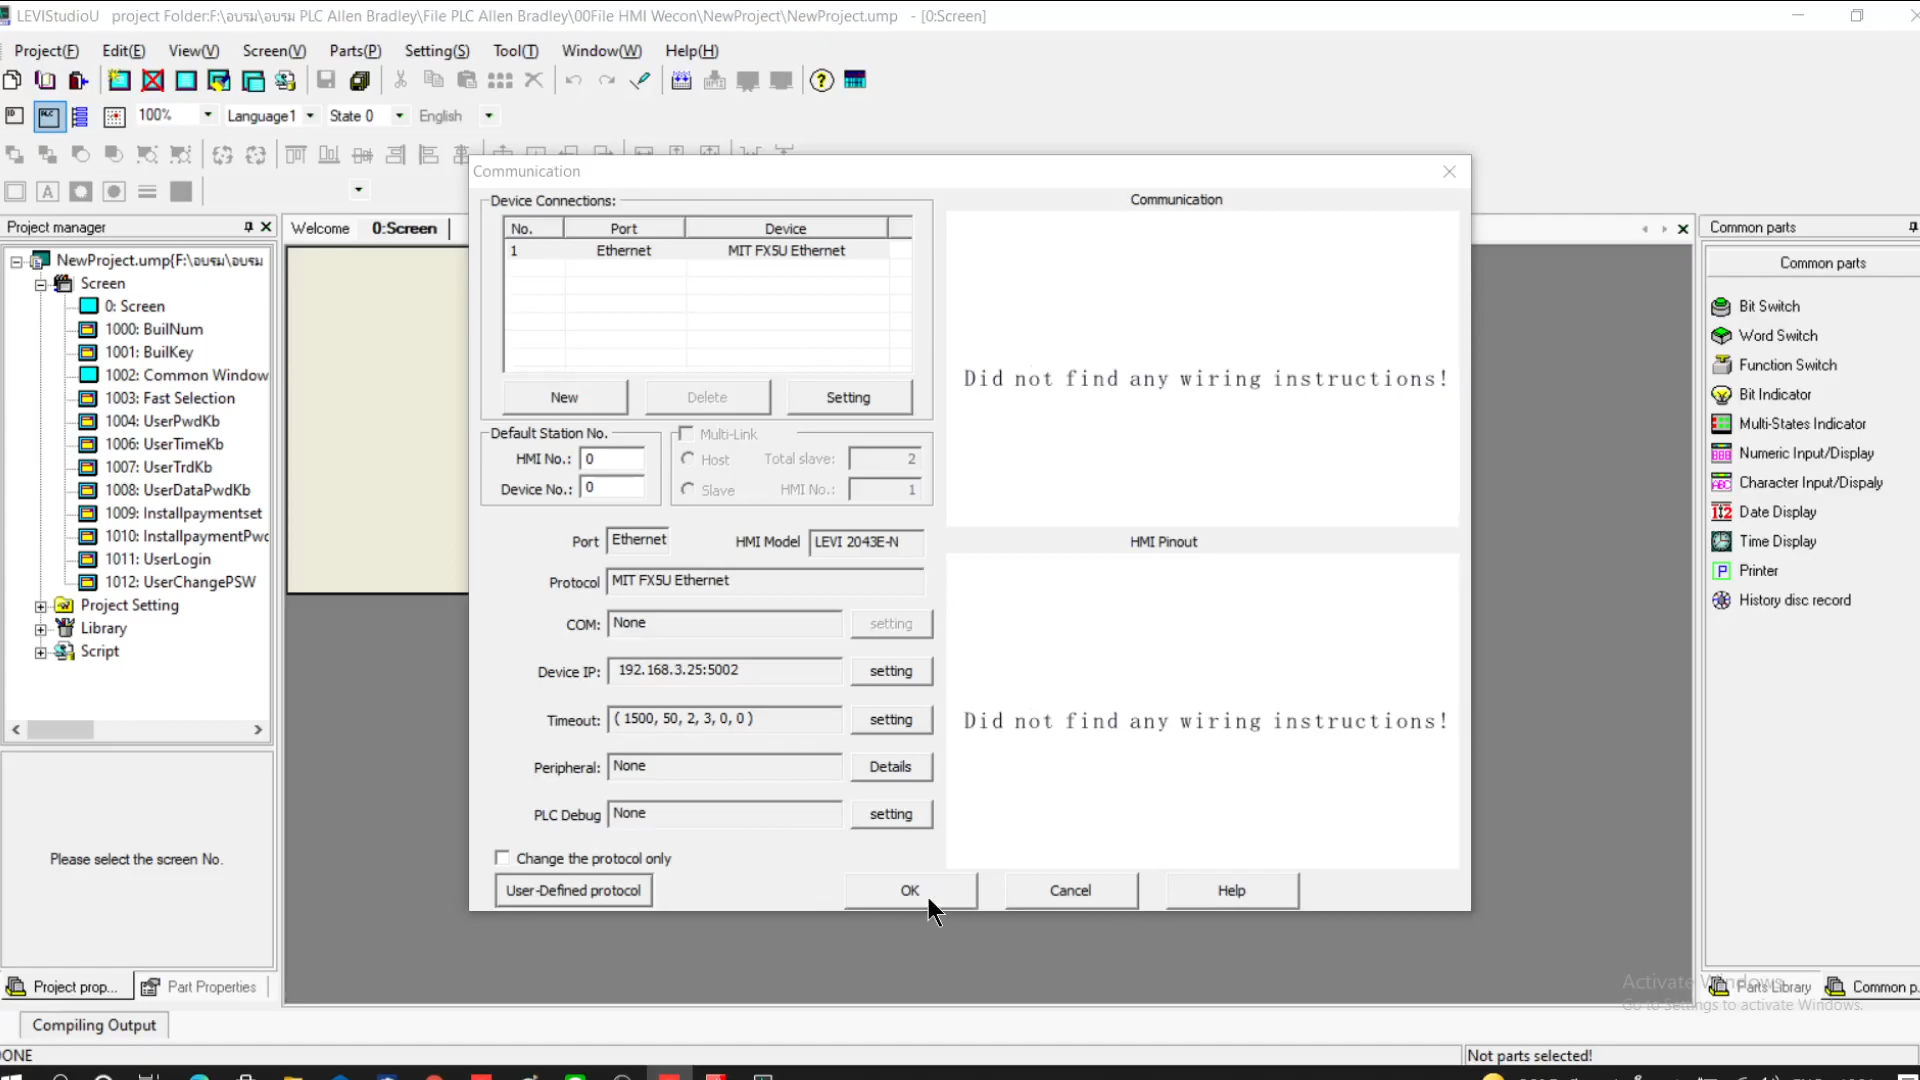 LEVIStudioU    project Folder:F:\อบรม\อบรม PLC Allen Bradley\File PLC Allen Bradley\00File HMI Wecon\NewProject\NewProject.ump    - [0:Screen]
Project(F) Edit(E) View(V) Screen(V) Parts(P) Setting(S) Tool(T) Window(W) Help(H)
100% Language1 State 0 English
Project manager
NewProject.ump{F:\อบรม\อบรม
Screen
0: Screen
1000: BuilNum
1001: BuilKey
1002: Common Window
1003: Fast Selection
1004: UserPwdKb
1006: UserTimeKb
1007: UserTrdKb
1008: UserDataPwdKb
1009: Installpaymentset
1010: InstallpaymentPwd
1011: UserLogin
1012: UserChangePSW
Project Setting
Library
Script
Please select the screen No.
Project prop... Part Properties
Welcome 0:Screen
Communication
Device Connections:
No. Port Device
1 Ethernet MIT FX5U Ethernet
New Delete Setting
Default Station No.
HMI No.: 0
Device No.: 0
Multi-Link
Host Total slave: 2
Slave HMI No.: 1
Port Ethernet HMI Model LEVI 2043E-N
Protocol MIT FX5U Ethernet
COM: None setting
Device IP: 192.168.3.25:5002 setting
Timeout: ( 1500, 50, 2, 3, 0, 0 ) setting
Peripheral: None Details
PLC Debug None setting
Change the protocol only
User-Defined protocol OK Cancel Help
Communication
Did not find any wiring instructions!
HMI Pinout
Did not find any wiring instructions!
Common parts
Common parts
Bit Switch
Word Switch
Function Switch
Bit Indicator
Multi-States Indicator
Numeric Input/Display
Character Input/Dispaly
Date Display
Time Display
Printer
History disc record
Activate Windows
Go to Settings to activate Windows.
Parts Library Common p.
Compiling Output
DONE
Not parts selected!